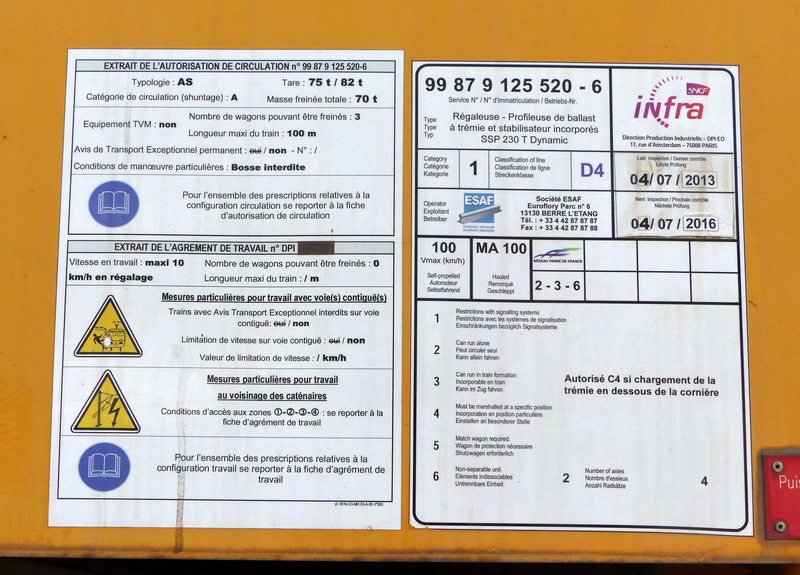 EXTRAIT DE L'AUTORISATION DE CIRCULATION n° 99 87 9 125 520-6
Typologie : AS
Tare : 75 t / 82 t
Catégorie de circulation (shuntage) : A
Masse freinée totale : 70 t
Equipement TVM : non
Nombre de wagons pouvant être freinés : 3
Longueur maxi du train : 100 m
Avis de Transport Exceptionnel permanent : oui / non - N° : /
Conditions de manœuvre particulières : Bosse interdite
Pour l'ensemble des prescriptions relatives à la
configuration circulation se reporter à la fiche
d'autorisation de circulation
EXTRAIT DE L'AGREMENT DE TRAVAIL n° DPI
Vitesse en travail : maxi 10
km/h en régalage
Nombre de wagons pouvant être freinés : 0
Longueur maxi du train : / m
Mesures particulières pour travail avec voie(s) contiguë(s)
Trains avec Avis Transport Exceptionnel interdits sur voie
contiguë: oui / non
Limitation de vitesse sur voie contiguë : oui / non
Valeur de limitation de vitesse : / km/h
Mesures particulières pour travail
au voisinage des caténaires
Conditions d'accès aux zones ①-②-③-④ : se reporter à la
fiche d'agrément de travail
Pour l'ensemble des prescriptions relatives à la
configuration travail se reporter à la fiche d'agrément de
travail
99 87 9 125 520 - 6
Service N° / N° d'immatriculation / Betriebs-Nr.
Type
Type
Typ
Régaleuse - Profileuse de ballast
à trémie et stabilisateur incorporés
SSP 230 T Dynamic
SNCF
infra
Direction Production Industrielle – DPI.EO
17, rue d'Amsterdam – 75008 PARIS
Category
Catégorie
Kategorie
1
Classification of line
Classification de ligne
Streckenklasse
D4
Last inspection / Dernier contrôle
Letzte Prüfung
04/ 07 / 2013
Operator
Exploitant
Betreiber
ESAF
Société ESAF
Euroflory Parc n° 6
13130 BERRE L'ETANG
Tél. : + 33 4 42 87 87 87
Fax : + 33 4 42 87 87 88
Next inspection / Prochain contrôle
Nächste Prüfung
04/ 07 / 2016
100
Vmax (km/h)
Self-propelled
Automoteur
Selbstfahrend
MA 100
Hauled
Remorqué
Geschleppt
RÉSEAU FERRÉ DE FRANCE
2 - 3 - 6
1
Restrictions with signalling systems
Restrictions avec les systèmes de signalisation
Einschränkungen bezüglich Signalsysteme
2
Can run alone
Peut circuler seul
Kann allein fahren
3
Can run in train formation
Incorporable en train
Kann im Zug fahren
4
Must be marshalled at a specific position
Incorporation en position particulière
Einstellen an besonderer Stelle
5
Match wagon required.
Wagon de protection nécessaire
Shutzwagen erforderlich
6
Non-separable unit
Eléments indissociables
Untrennbare Einheit
Autorisé C4 si chargement de la
trémie en dessous de la cornière
2
Number of axles
Nombre d'essieux
Anzahl Radsätze
4
Puis